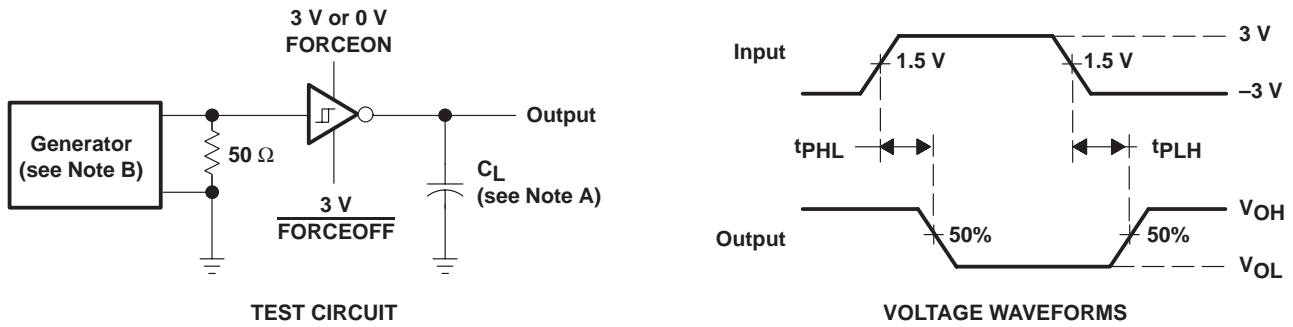 3 V or 0 V
FORCEON
Generator
(see Note B)
50 Ω
3 V
FORCEOFF
CL
(see Note A)
Output
TEST CIRCUIT
Input
1.5 V
1.5 V
3 V
–3 V
tPHL
tPLH
Output
50%
50%
VOH
VOL
VOLTAGE WAVEFORMS